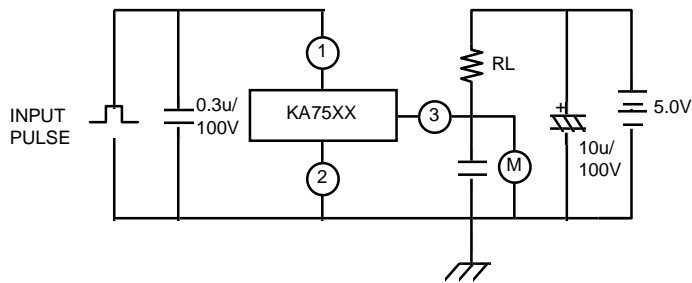 INPUT
PULSE
0.3u/
100V
1
KA75XX
2
3
RL
M
+
10u/
100V
5.0V